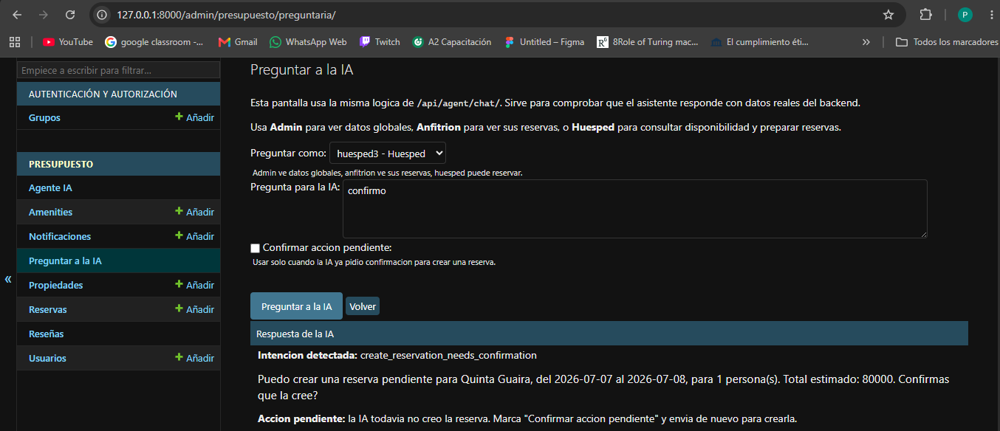 127.0.0.1:8000/admin/presupuesto/preguntaria/
P
YouTube
google classroom -...
Gmail
WhatsApp Web
Twitch
A2 Capacitación
Untitled – Figma
8Role of Turing mac...
El cumplimiento éti...
»
Todos los marcadores
Empiece a escribir para filtrar...
AUTENTICACIÓN Y AUTORIZACIÓN
Grupos + Añadir
PRESUPUESTO
Agente IA
Amenities + Añadir
Notificaciones + Añadir
Preguntar a la IA
Propiedades + Añadir
Reservas + Añadir
Reseñas
Usuarios + Añadir
«
Preguntar a la IA
Esta pantalla usa la misma logica de /api/agent/chat/. Sirve para comprobar que el asistente responde con datos reales del backend.
Usa Admin para ver datos globales, Anfitrion para ver sus reservas, o Huesped para consultar disponibilidad y preparar reservas.
Preguntar como: huesped3 - Huesped
Admin ve datos globales, anfitrion ve sus reservas, huesped puede reservar.
Pregunta para la IA: confirmo
Confirmar accion pendiente:
Usar solo cuando la IA ya pidio confirmacion para crear una reserva.
Preguntar a la IA Volver
Respuesta de la IA
Intencion detectada: create_reservation_needs_confirmation
Puedo crear una reserva pendiente para Quinta Guaira, del 2026-07-07 al 2026-07-08, para 1 persona(s). Total estimado: 80000. Confirmas
que la cree?
Accion pendiente: la IA todavia no creo la reserva. Marca "Confirmar accion pendiente" y envia de nuevo para crearla.